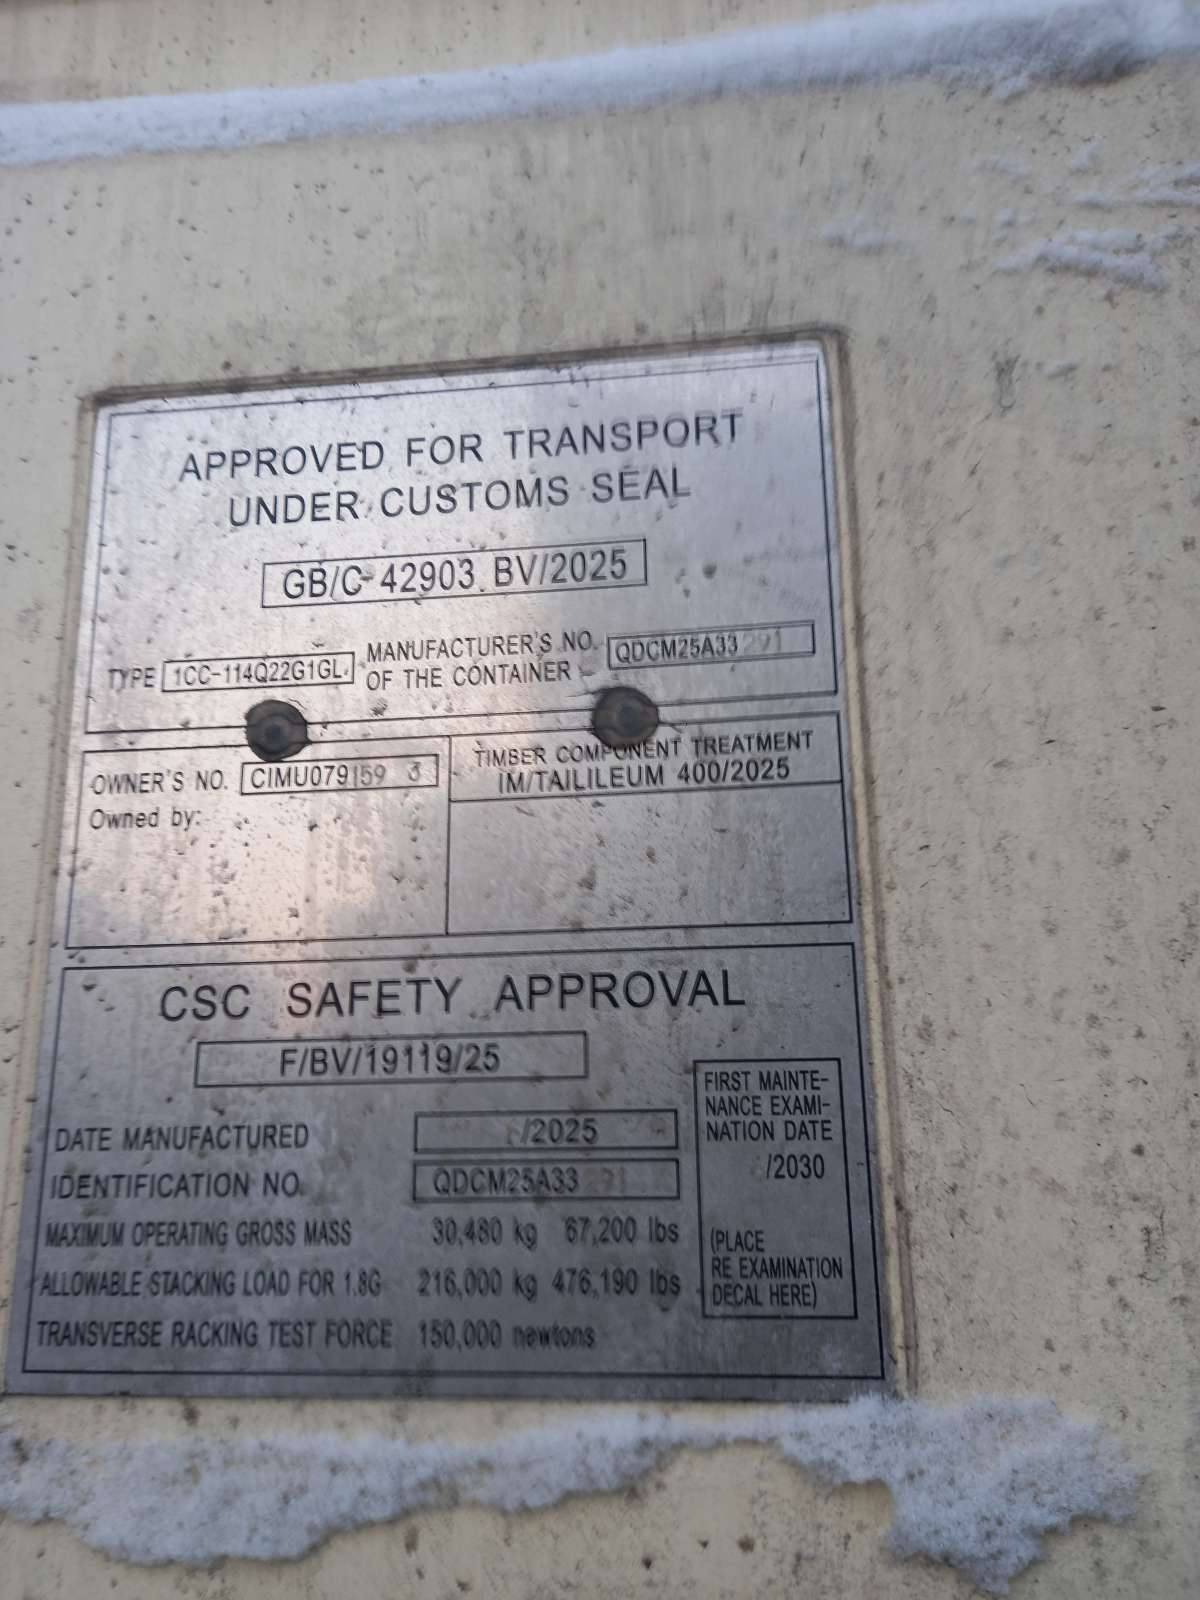 APPROVED FOR TRANSPORT
UNDER CUSTOMS SEAL
GB/C-42903 BV/2025
TYPE 1CC-114Q22G1GL
MANUFACTURER'S NO. OF THE CONTAINER QDCM25A33291
OWNER'S NO. CIMU079159 3
Owned by:
TIMBER COMPONENT TREATMENT
IM/TAILILEUM 400/2025
CSC SAFETY APPROVAL
F/BV/19119/25
DATE MANUFACTURED /2025
IDENTIFICATION NO. QDCM25A33291
MAXIMUM OPERATING GROSS MASS 30,480 kg 67,200 lbs
ALLOWABLE STACKING LOAD FOR 1.8G 216,000 kg 476,190 lbs
TRANSVERSE RACKING TEST FORCE 150,000 newtons
FIRST MAINTE-
NANCE EXAMI-
NATION DATE
/2030
(PLACE
RE EXAMINATION
DECAL HERE)